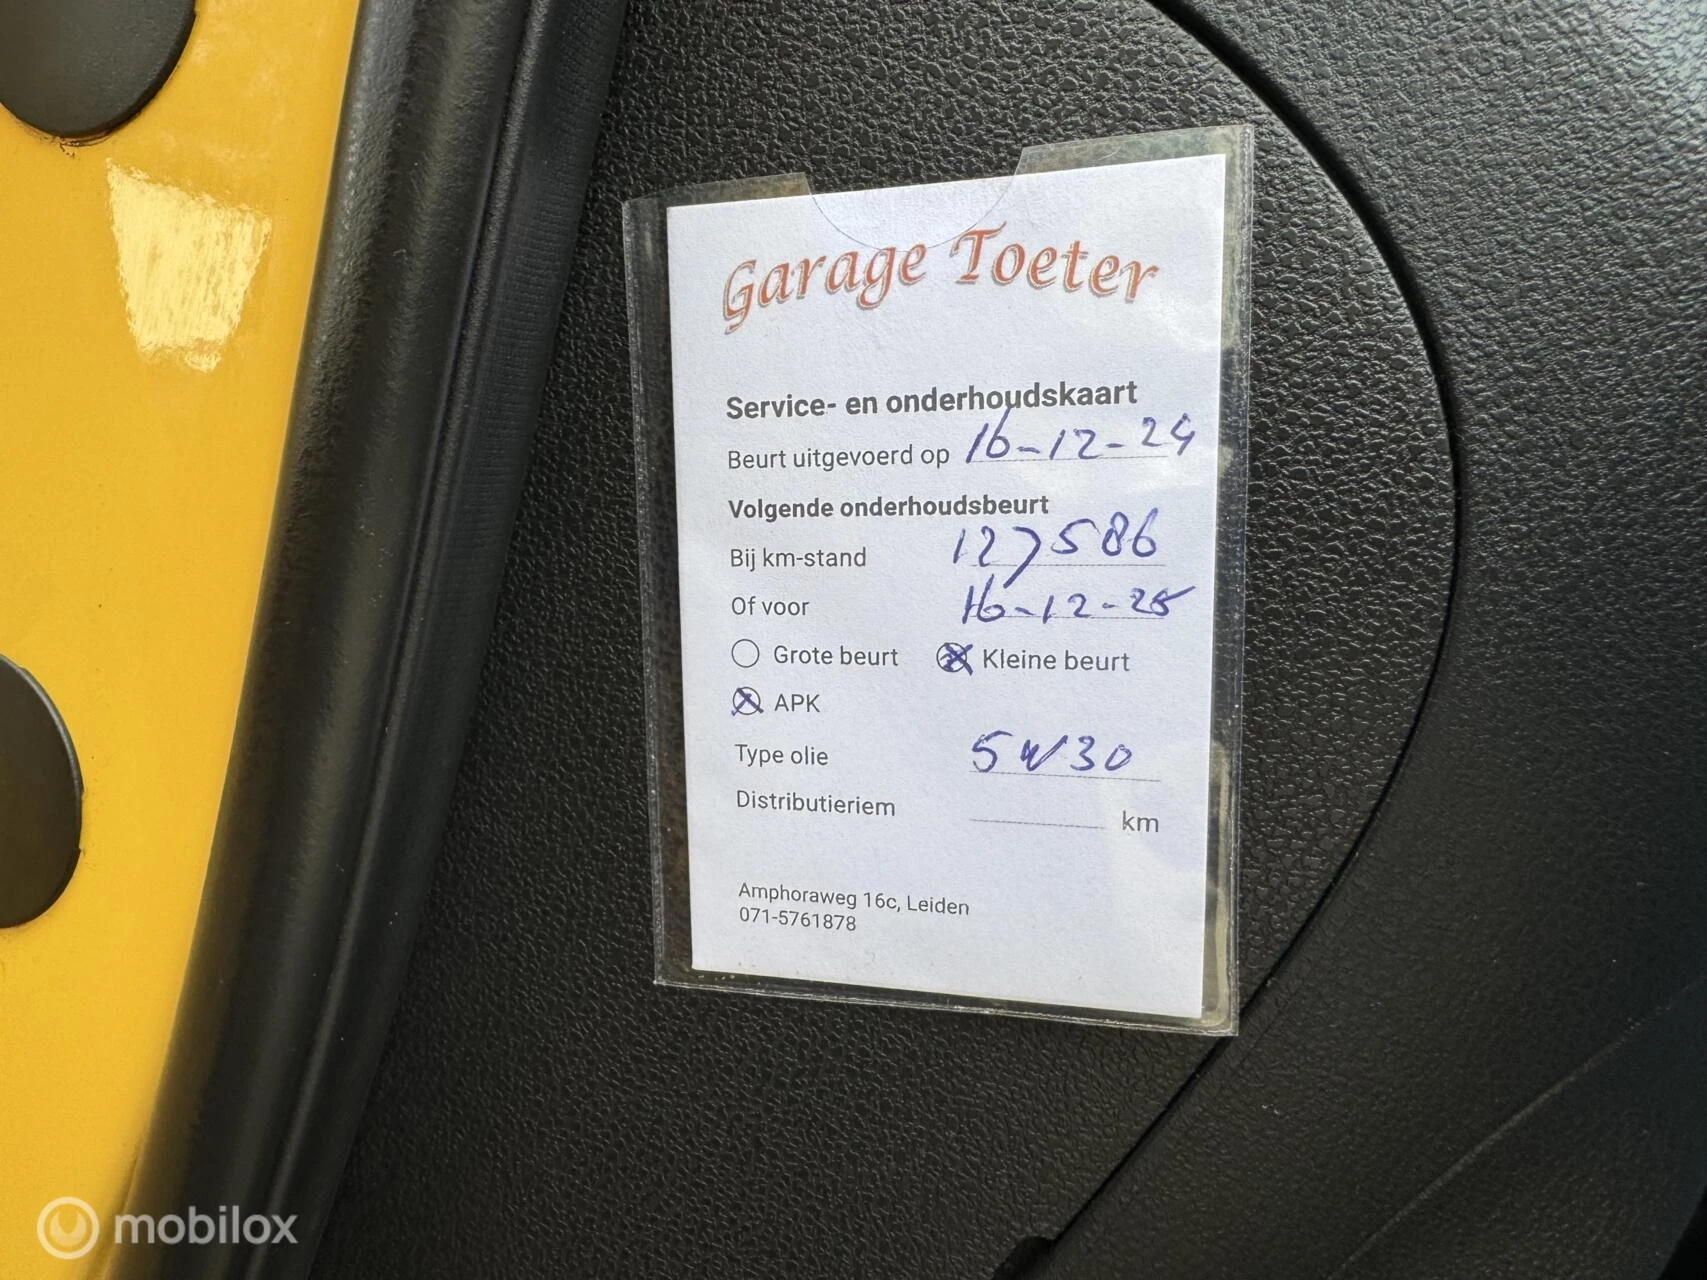 Garage Toeter
Service- en onderhoudskaart
Beurt uitgevoerd op 16-12-24
Volgende onderhoudsbeurt
Bij km-stand 127586
Of voor 16-12-25
Grote beurt Kleine beurt
APK
Type olie 5W30
Distributieriem km
Amphoraweg 16c, Leiden
071-5761878
mobilox